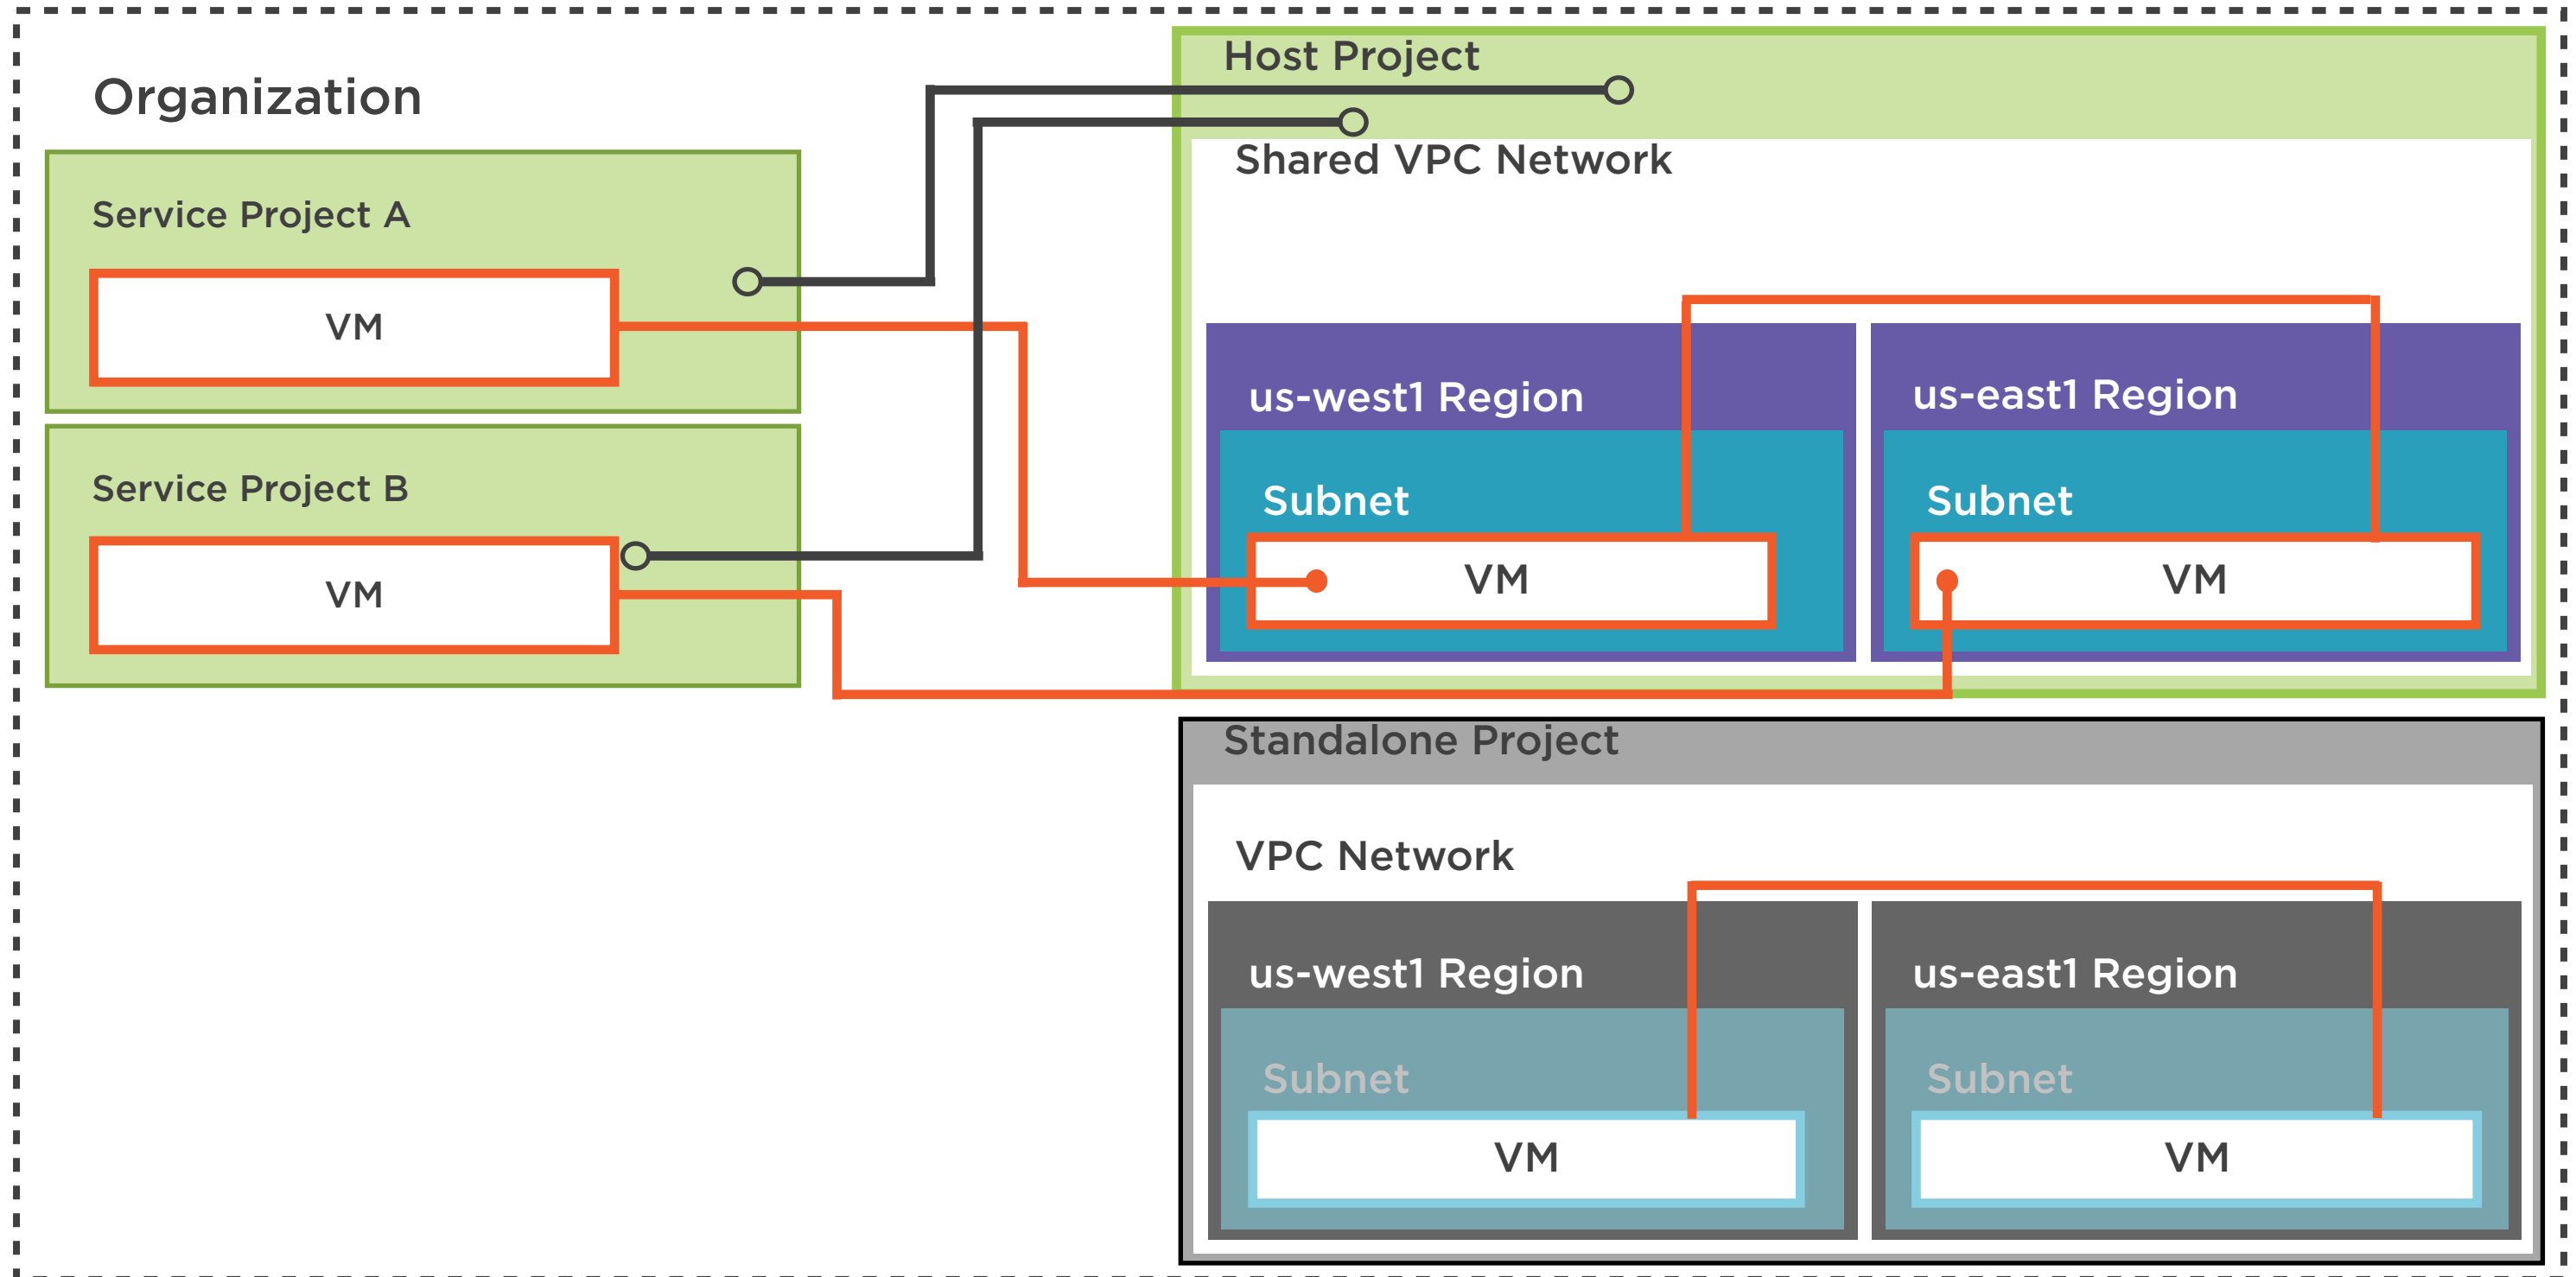 Organization
Service Project A
VM
Service Project B
VM
Host Project
Shared VPC Network
us-west1 Region
Subnet
VM
us-east1 Region
Subnet
VM
Standalone Project
VPC Network
us-west1 Region
Subnet
VM
us-east1 Region
Subnet
VM